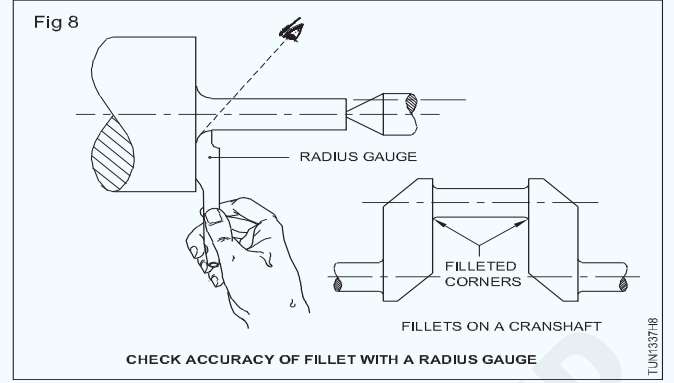 Fig 8
RADIUS GAUGE
FILLETED
CORNERS
FILLETS ON A CRANSHAFT
CHECK ACCURACY OF FILLET WITH A RADIUS GAUGE
TUN1337H8